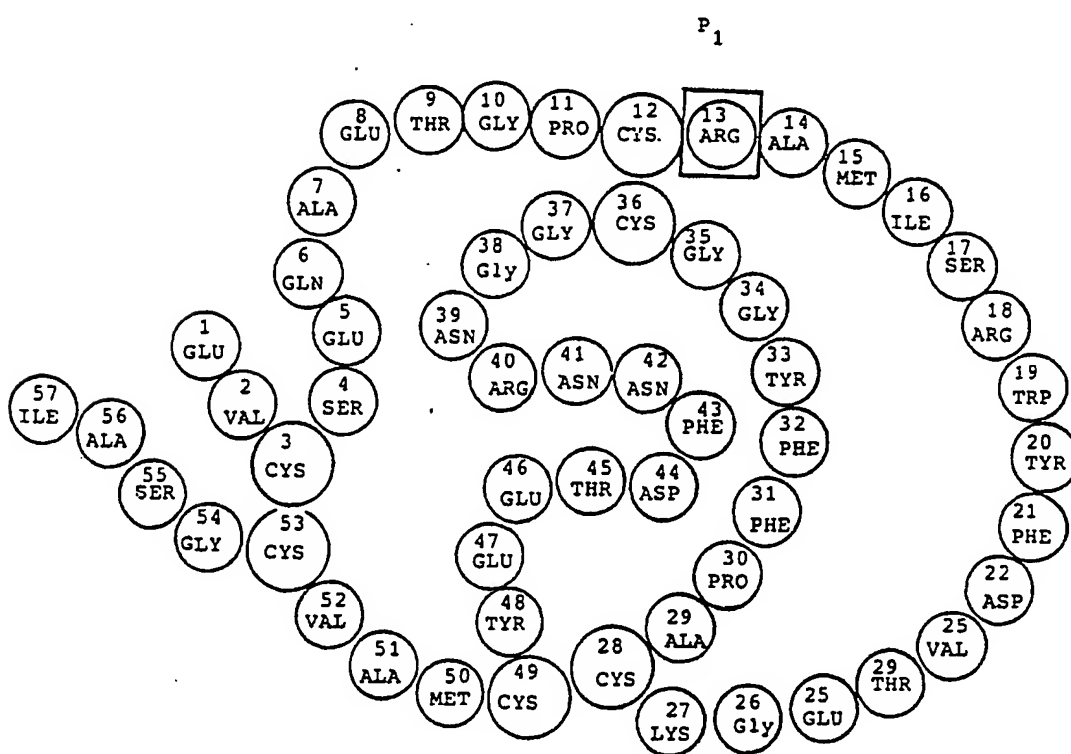 P1
1 GLU
2 VAL
3 CYS
4 SER
5 GLU
6 GLN
7 ALA
8 GLU
9 THR
10 GLY
11 PRO
12 CYS.
13 ARG
14 ALA
15 MET
16 ILE
17 SER
18 ARG
19 TRP
20 TYR
21 PHE
22 ASP
25 VAL
29 THR
25 GLU
26 Gly
27 LYS
28 CYS
29 ALA
30 PRO
31 PHE
32 PHE
33 TYR
34 GLY
35 GLY
36 CYS
37 GLY
38 Gly
39 ASN
40 ARG
41 ASN
42 ASN
43 PHE
44 ASP
45 THR
46 GLU
47 GLU
48 TYR
49 CYS
50 MET
51 ALA
52 VAL
53 CYS
54 GLY
55 SER
56 ALA
57 ILE